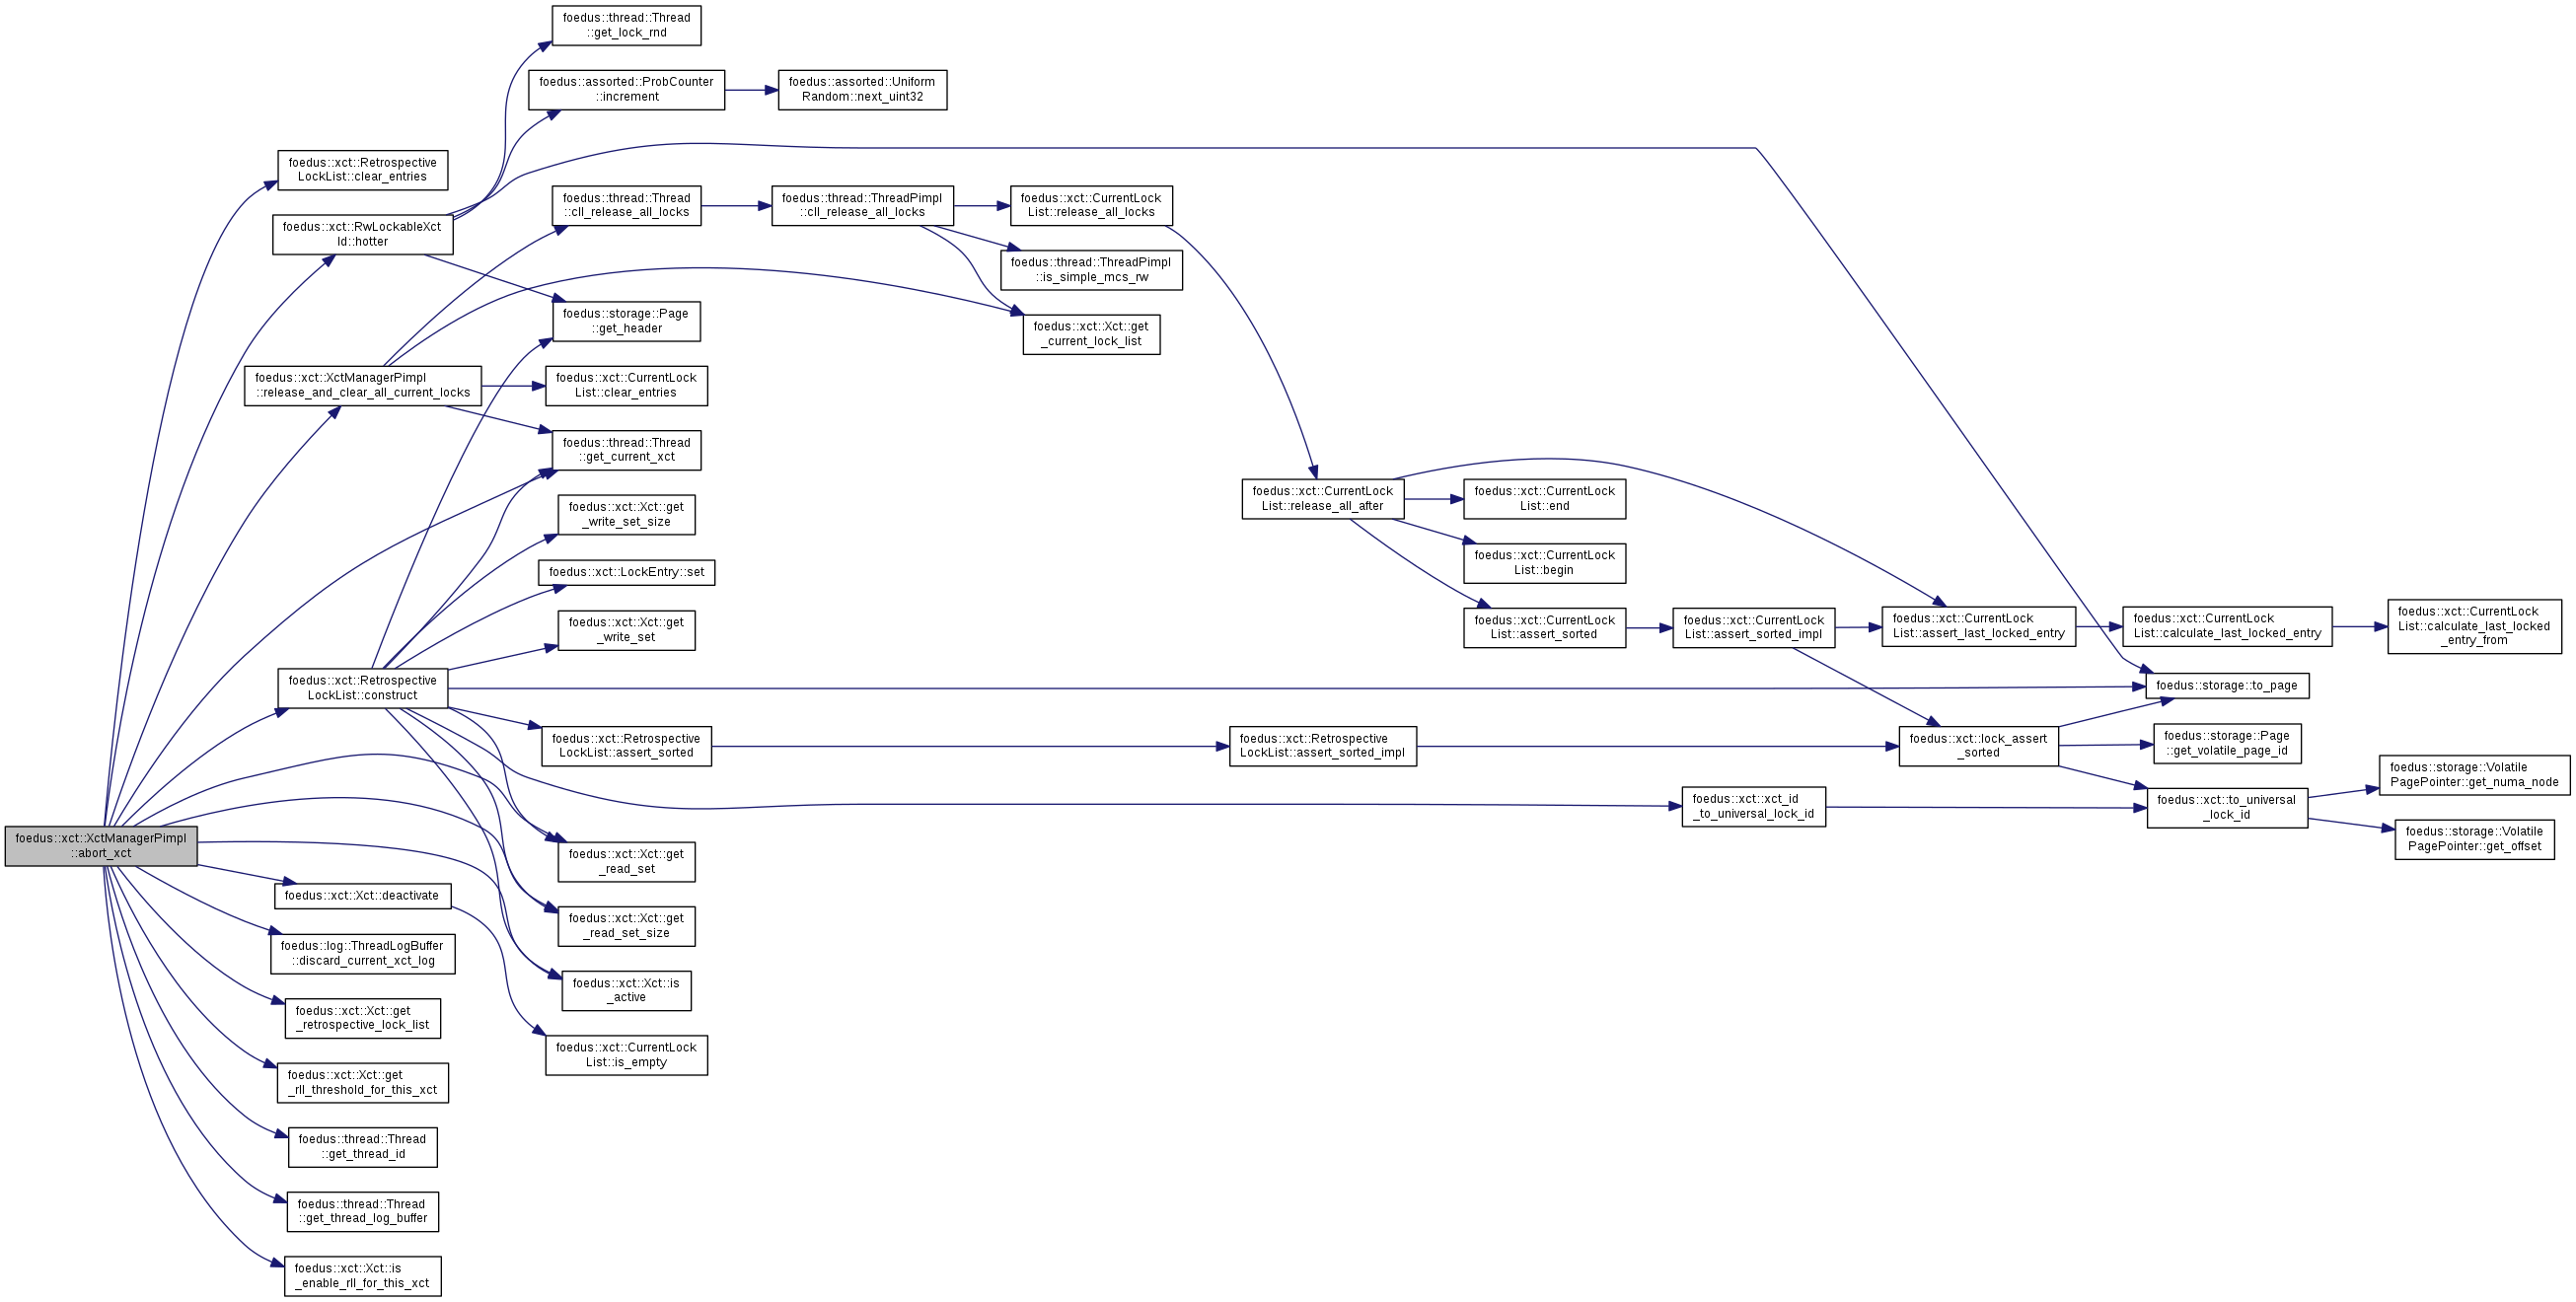 foedus::thread::Thread
::get_lock_rnd
foedus::assorted::ProbCounter
::increment
foedus::assorted::Uniform
Random::next_uint32
foedus::xct::Retrospective
LockList::clear_entries
foedus::xct::RwLockableXct
Id::hotter
foedus::thread::Thread
::cll_release_all_locks
foedus::thread::ThreadPimpl
::cll_release_all_locks
foedus::xct::CurrentLock
List::release_all_locks
foedus::thread::ThreadPimpl
::is_simple_mcs_rw
foedus::storage::Page
::get_header
foedus::xct::Xct::get
_current_lock_list
foedus::xct::XctManagerPimpl
::release_and_clear_all_current_locks
foedus::xct::CurrentLock
List::clear_entries
foedus::thread::Thread
::get_current_xct
foedus::xct::Xct::get
_write_set_size
foedus::xct::CurrentLock
List::release_all_after
foedus::xct::CurrentLock
List::end
foedus::xct::CurrentLock
List::begin
foedus::xct::LockEntry::set
foedus::xct::Xct::get
_write_set
foedus::xct::CurrentLock
List::assert_sorted
foedus::xct::CurrentLock
List::assert_sorted_impl
foedus::xct::CurrentLock
List::assert_last_locked_entry
foedus::xct::CurrentLock
List::calculate_last_locked_entry
foedus::xct::CurrentLock
List::calculate_last_locked
_entry_from
foedus::xct::Retrospective
LockList::construct
foedus::storage::to_page
foedus::xct::Retrospective
LockList::assert_sorted
foedus::xct::Retrospective
LockList::assert_sorted_impl
foedus::xct::lock_assert
_sorted
foedus::storage::Page
::get_volatile_page_id
foedus::storage::Volatile
PagePointer::get_numa_node
foedus::xct::xct_id
_to_universal_lock_id
foedus::xct::to_universal
_lock_id
foedus::storage::Volatile
PagePointer::get_offset
foedus::xct::XctManagerPimpl
::abort_xct
foedus::xct::Xct::get
_read_set
foedus::xct::Xct::deactivate
foedus::xct::Xct::get
_read_set_size
foedus::log::ThreadLogBuffer
::discard_current_xct_log
foedus::xct::Xct::is
_active
foedus::xct::Xct::get
_retrospective_lock_list
foedus::xct::CurrentLock
List::is_empty
foedus::xct::Xct::get
_rll_threshold_for_this_xct
foedus::thread::Thread
::get_thread_id
foedus::thread::Thread
::get_thread_log_buffer
foedus::xct::Xct::is
_enable_rll_for_this_xct